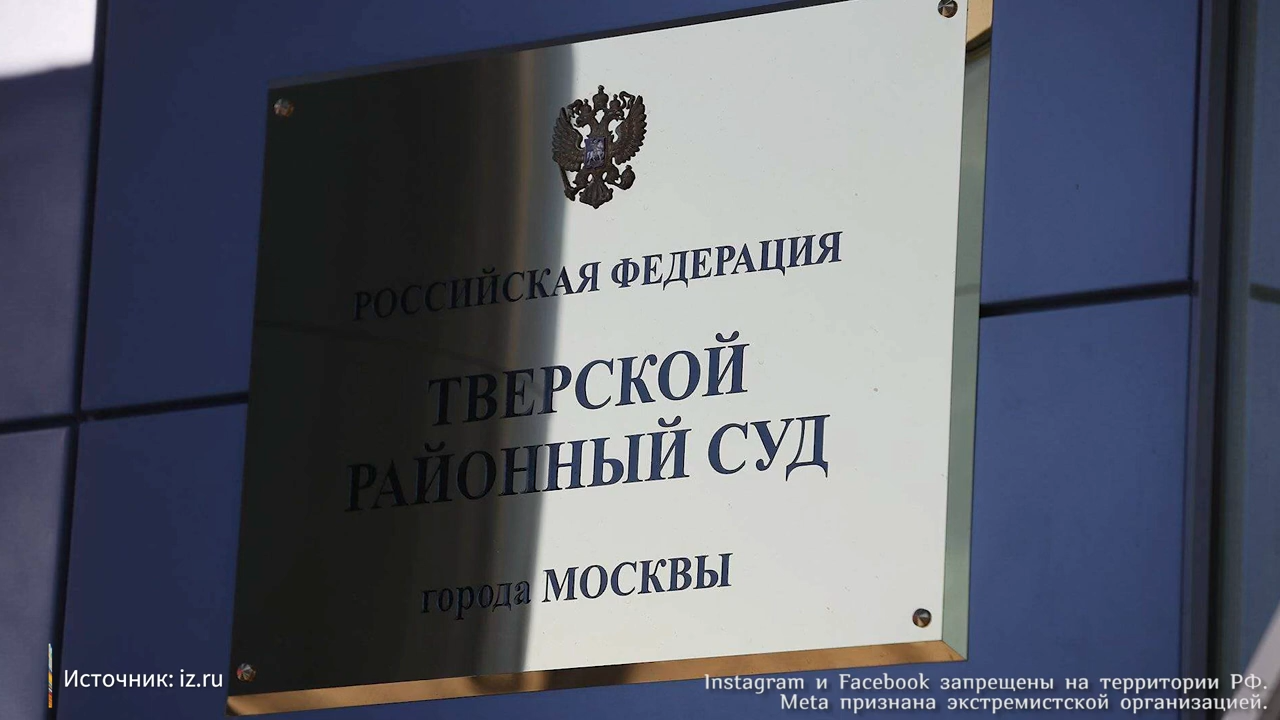 РОССИЙСКАЯ ФЕДЕРАЦИЯ
ТВЕРСКОЙ
РАЙОННЫЙ СУД
города МОСКВЫ
Источник: iz.ru
Instagram и Facebook запрещены на территории РФ.
Meta признана экстремистской организацией.